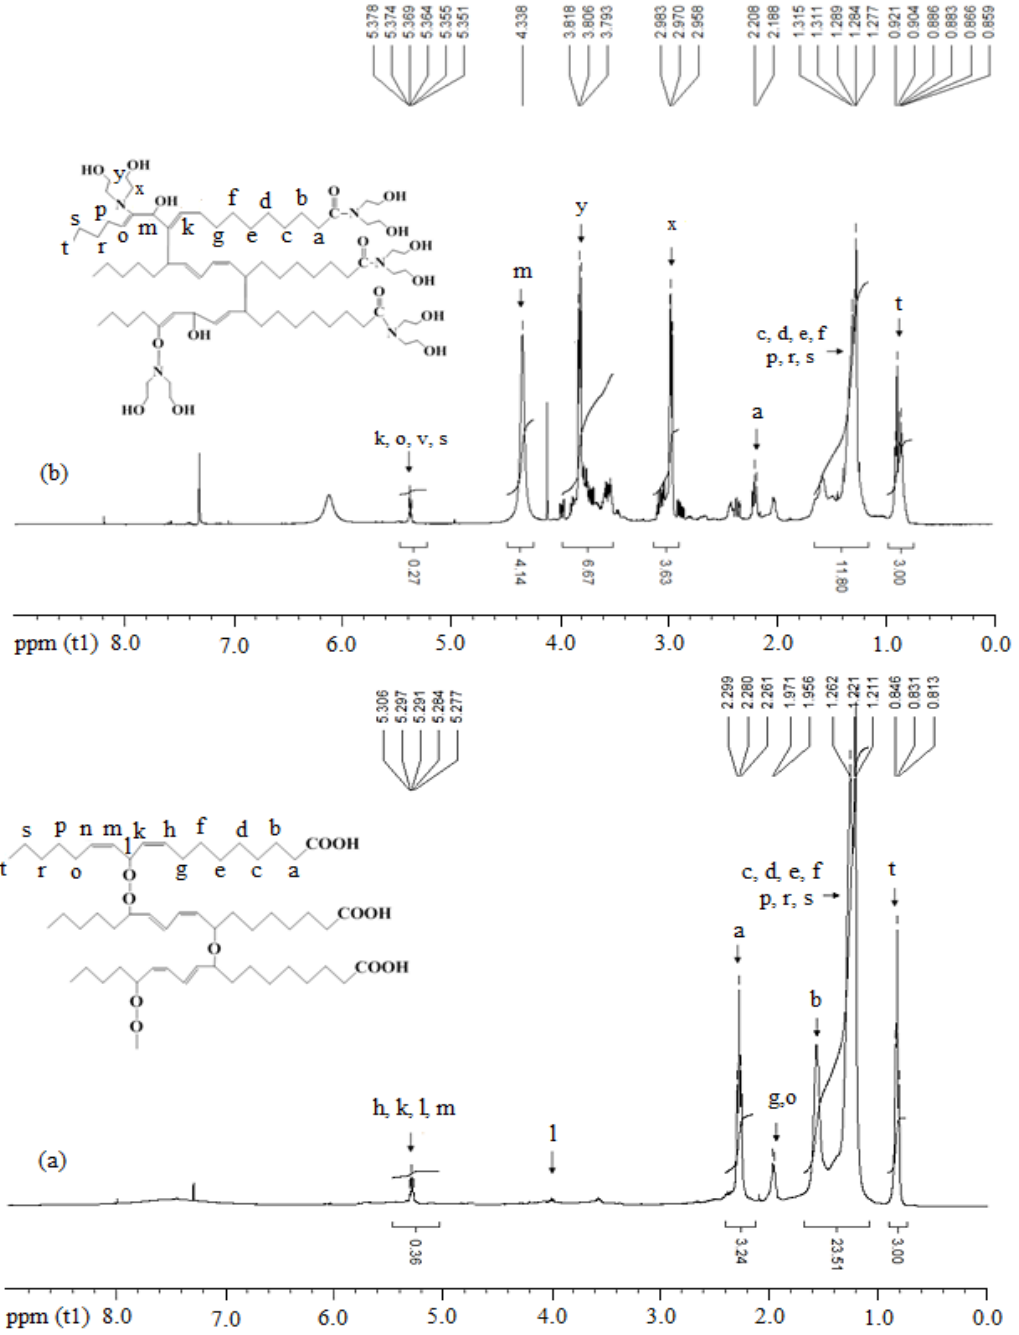 5.378 5.374 5.369 5.364 5.355 5.351 4.338 3.818 3.806 3.793 2.983 2.970 2.958 2.208 2.188 1.315 1.311 1.289 1.284 1.277 0.921 0.904 0.886 0.883 0.866 0.859
HO y OH
x
N OH
s p o m k g f e d c b a O C N OH
t r OH
O C N OH
OH
O C N OH
OH
OH
O
N
HO OH
m y x t
c, d, e, f
p, r, s
a
k, o, v, s
(b)
0.27 4.14 6.67 3.63 11.80 3.00
ppm (t1) 8.0 7.0 6.0 5.0 4.0 3.0 2.0 1.0 0.0
5.306 5.297 5.291 5.284 5.277 2.299 2.280 2.261 1.971 1.956 1.262 1.221 1.211 0.846 0.831 0.813
s p n m k h f d b COOH
t r o l g e c a
O
O
COOH
O
COOH
O
O
c, d, e, f
p, r, s
t
a
b
g,o
h, k, l, m
l
(a)
0.36 3.24 23.51 3.00
ppm (t1) 8.0 7.0 6.0 5.0 4.0 3.0 2.0 1.0 0.0